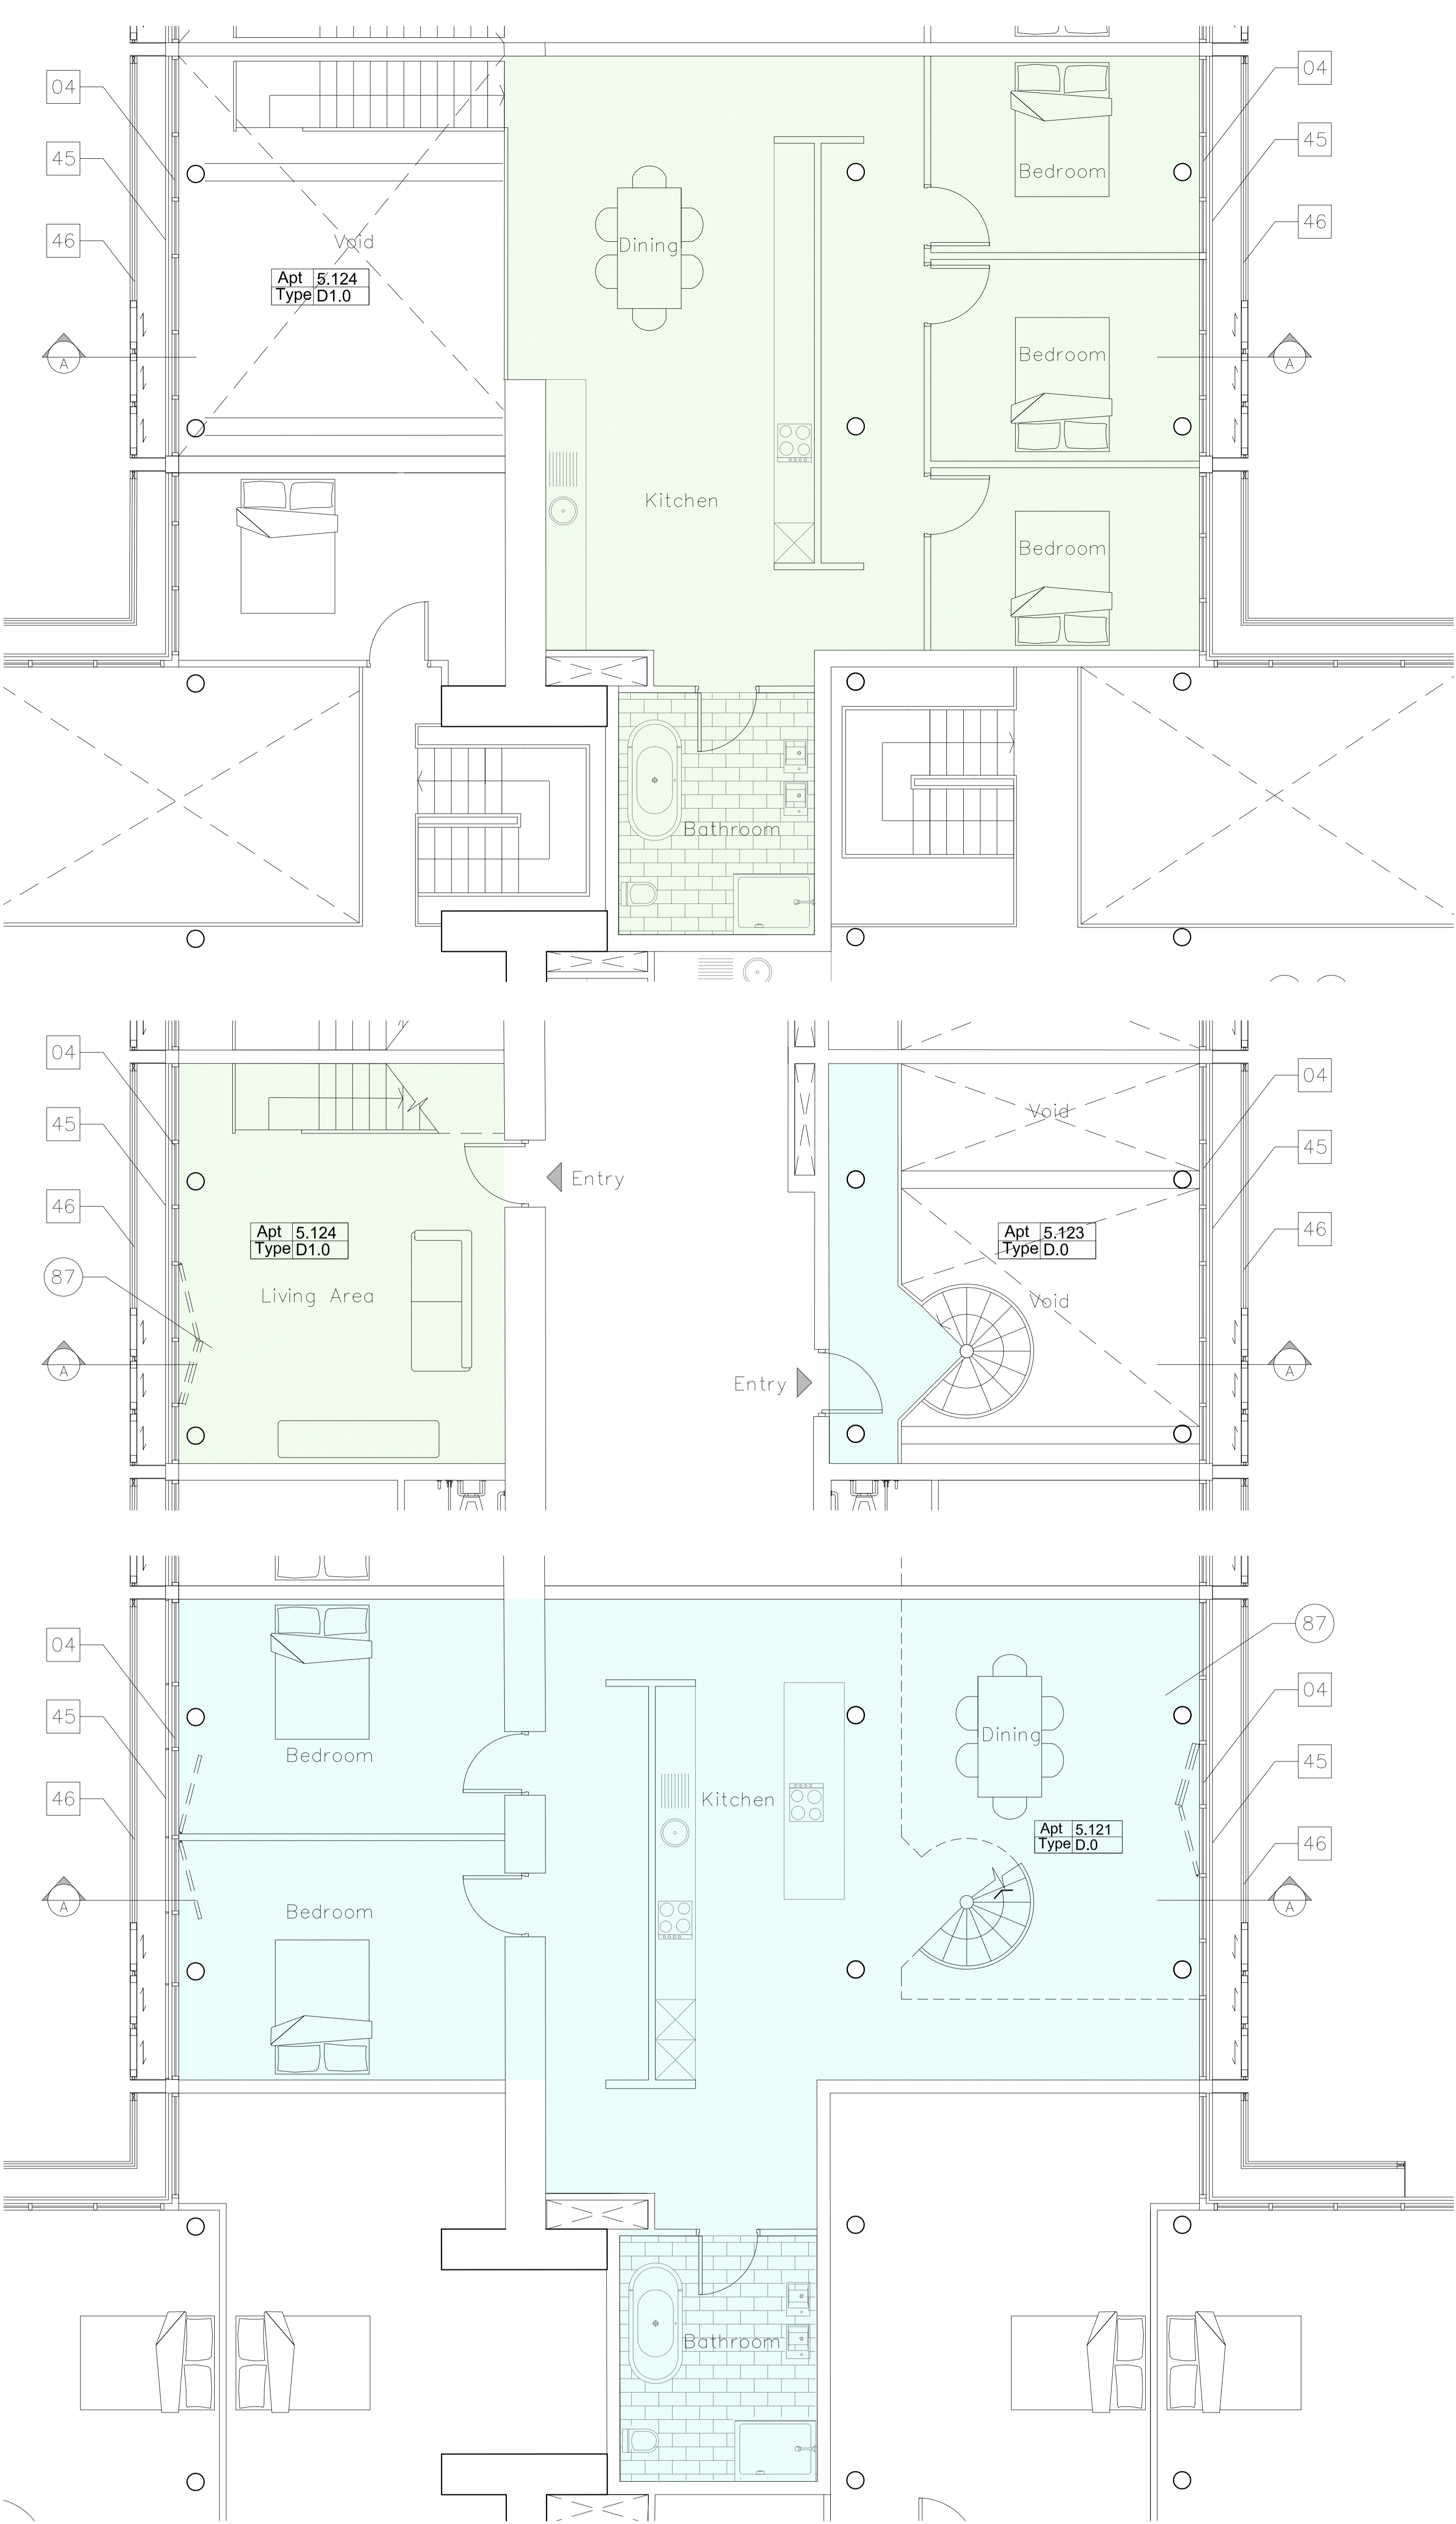 04
04
45
45
Bedroom
46
46
Void
Dining
Apt 5.124
Type D1.0
A
Bedroom
A
Kitchen
Bedroom
Bathroom
04
04
Void
45
45
Entry
46
46
Apt 5.124
Type D1.0
Apt 5.123
Type D.0
87
Living Area
Void
A
A
Entry
87
04
04
45
Dining
Bedroom
45
46
Kitchen
Apt 5.121
Type D.0
46
A
Bedroom
A
Bathroom